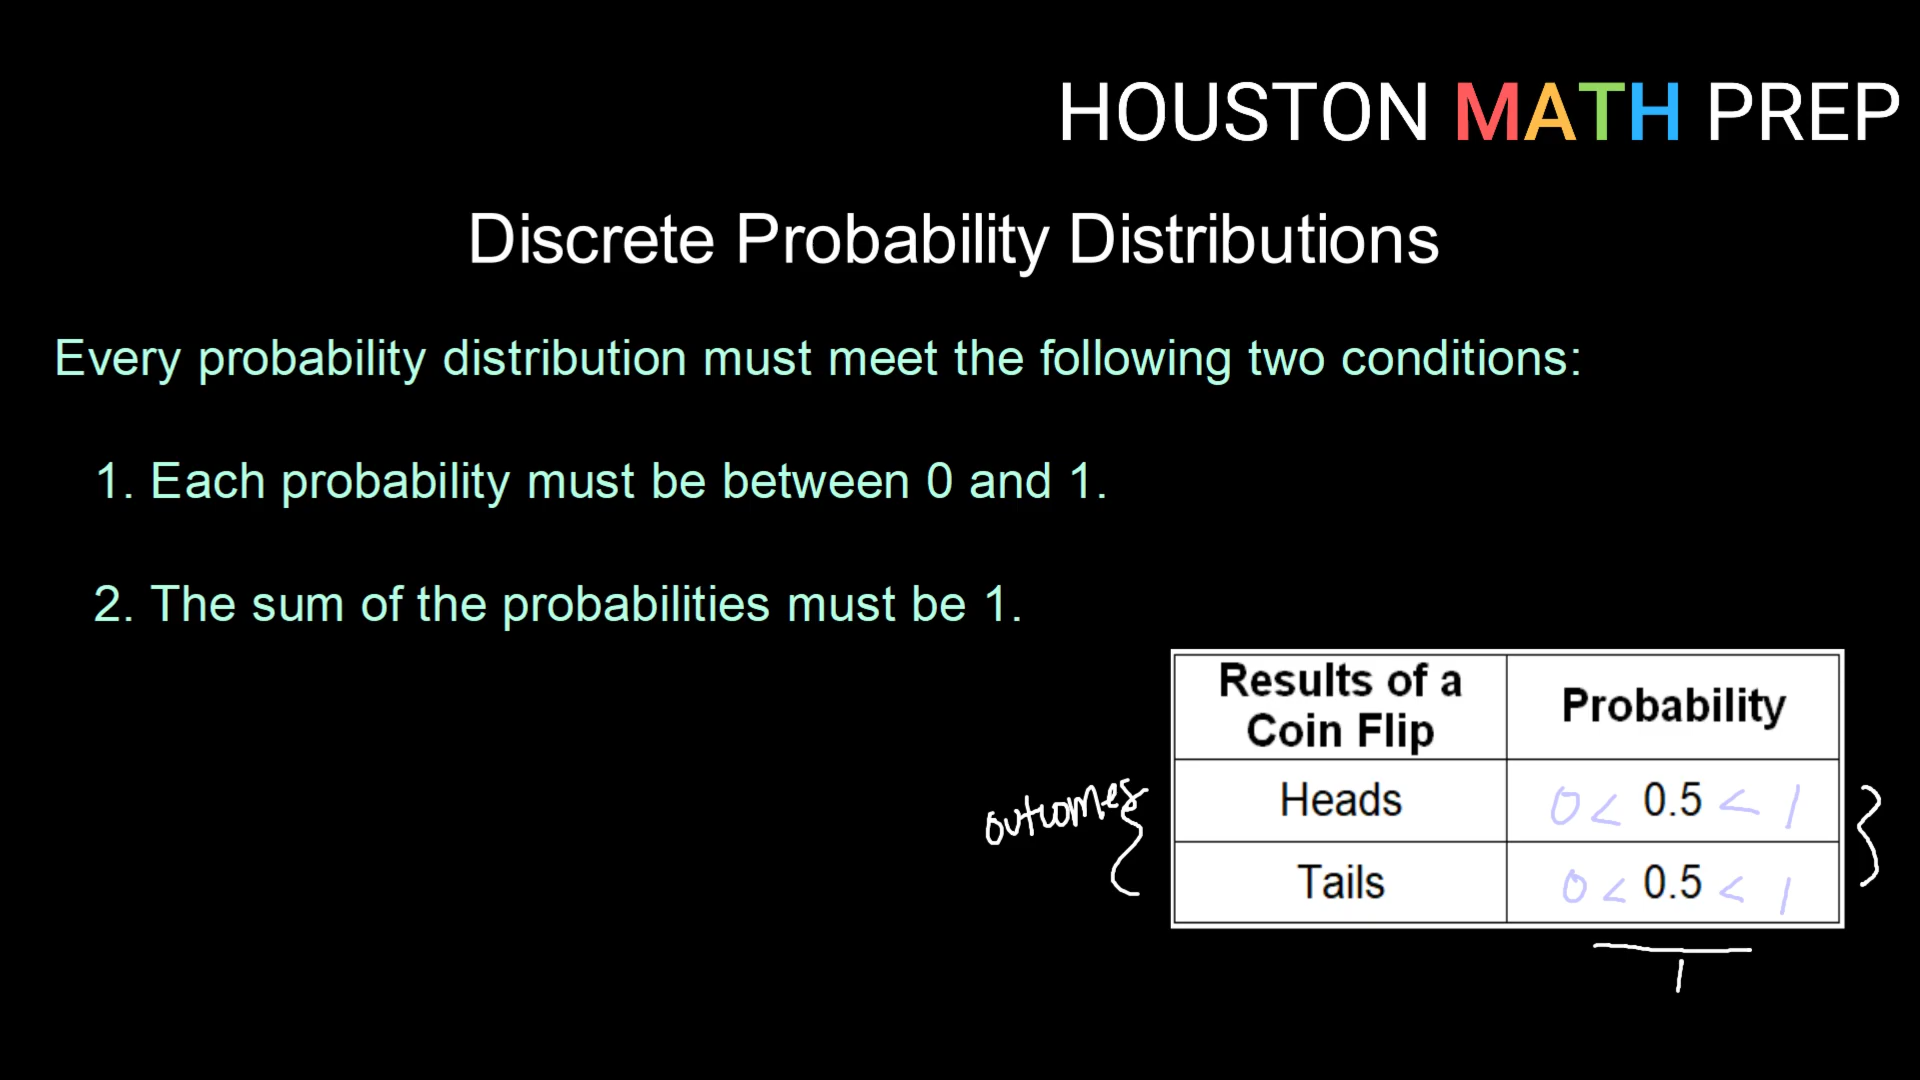 HOUSTON MATH PREP
Discrete Probability Distributions
Every probability distribution must meet the following two conditions:
1. Each probability must be between 0 and 1.
2. The sum of the probabilities must be 1.
Results of a
Coin Flip
Probability
outcomes
Heads
0 < 0.5 < 1
Tails
0 < 0.5 < 1
1